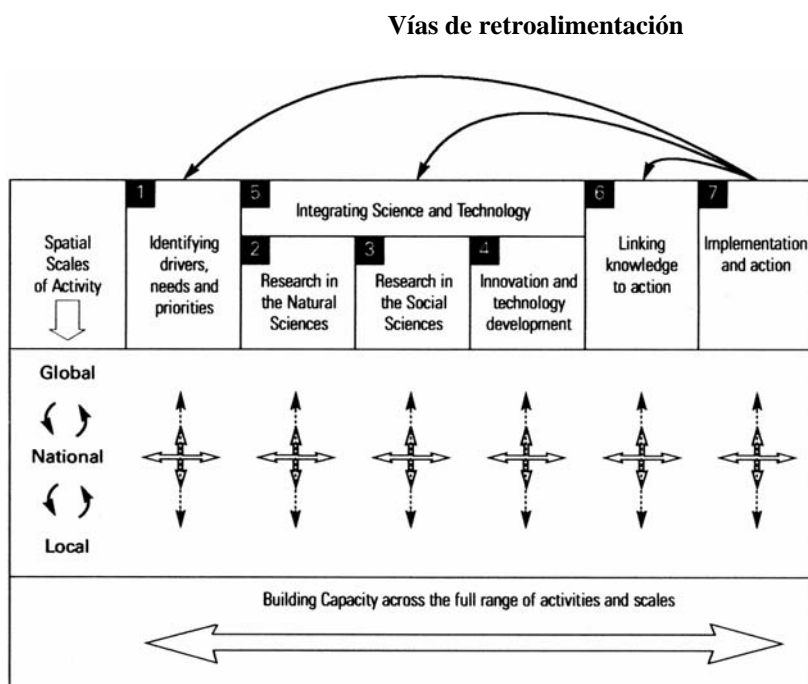 Vías de retroalimentación
Spatial
Scales
of Activity
1
Identifying
drivers,
needs and
priorities
5
Integrating Science and Technology
2
Research in
the Natural
Sciences
3
Research in
the Social
Sciences
4
Innovation and
technology
development
6
Linking
knowledge
to action
7
Implementation
and action
Global
National
Local
Building Capacity across the full range of activities and scales